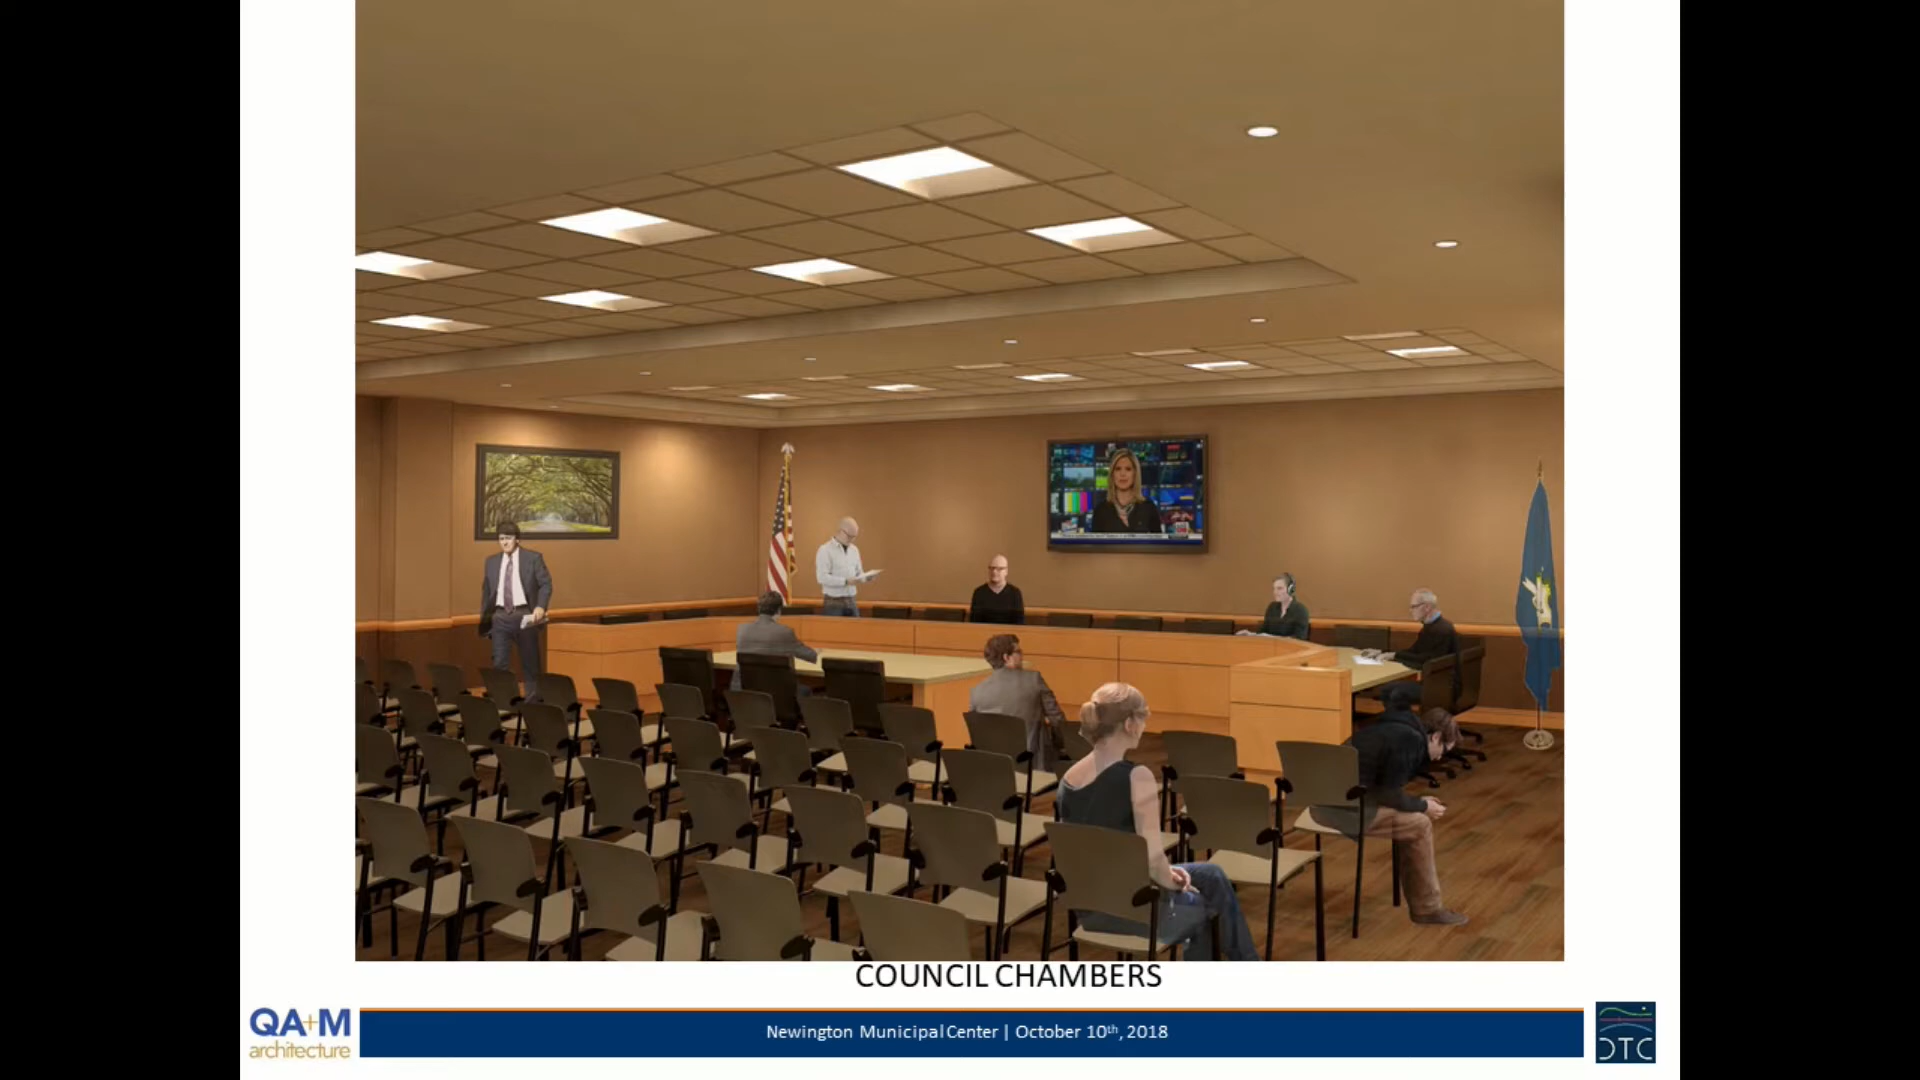 COUNCIL CHAMBERS
QA+M
architecture
Newington Municipal Center | October 10th, 2018
DTC